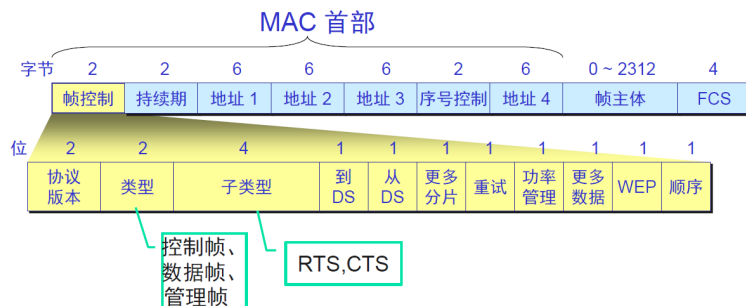 MAC 首部
字节 2 2 6 6 6 2 6 0 ~ 2312 4
帧控制 持续期 地址 1 地址 2 地址 3 序号控制 地址 4 帧主体 FCS
位 2 2 4 1 1 1 1 1 1 1 1
协议版本 类型 子类型 到 DS 从 DS 更多分片 重试 功率管理 更多数据 WEP 顺序
控制帧、
数据帧、
管理帧
RTS,CTS